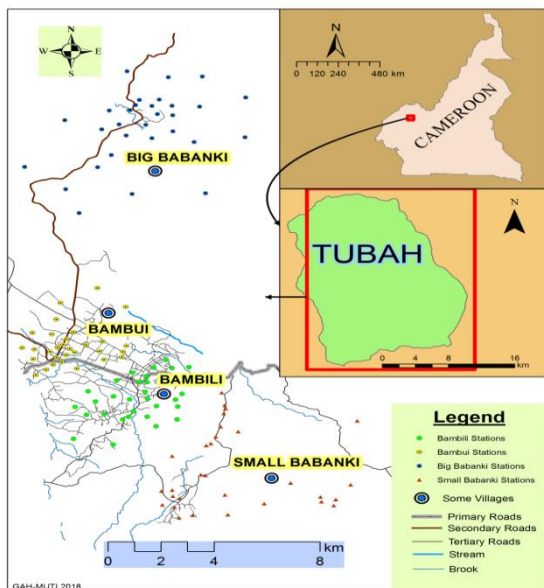 N
W E
S
BIG BABANKI
BAMBUI
BAMBILI
SMALL BABANKI
km
0 2 4 8
GAH-MUTI 2018
N
0 120 240 480 km
CAMEROON
N
TUBAH
0 4 8 16
km
Legend
Bambili Stations
Bambui Stations
Big Babanki Stations
Small Babanki Stations
Some Villages
Primary Roads
Secondary Roads
Tertiary Roads
Stream
Brook